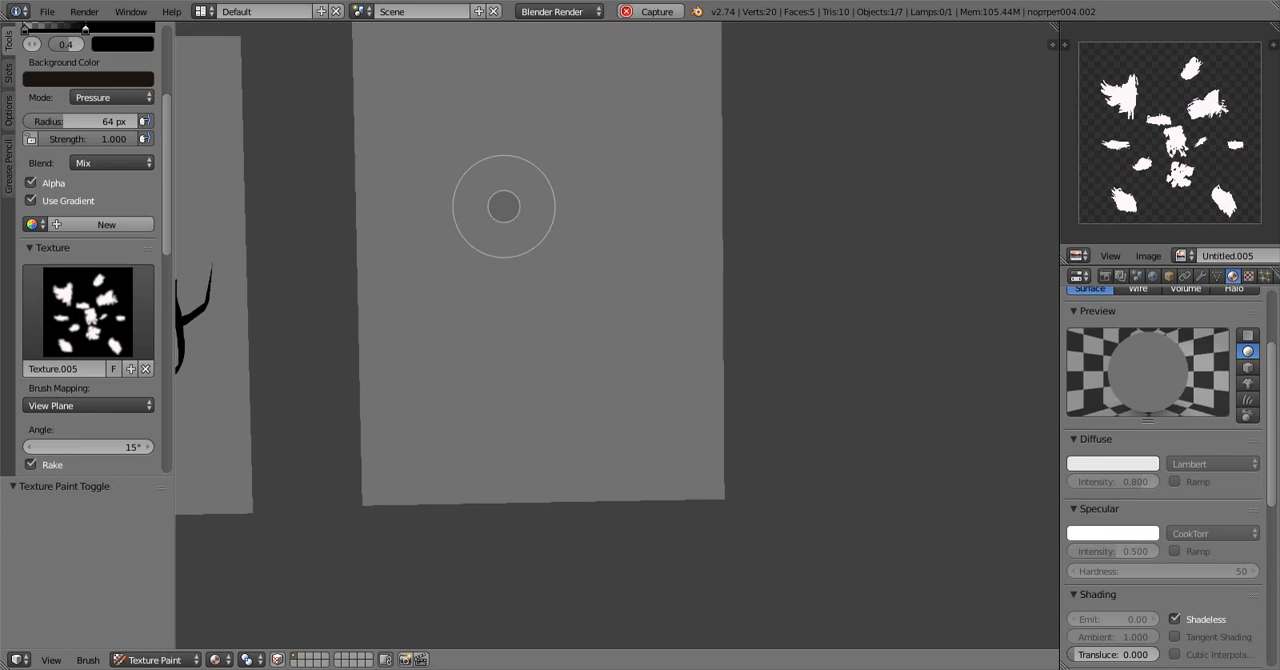 File Render Window Help Default Scene Blender Render Capture v2.74 | Verts:20 | Faces:5 | Tris:10 | Objects:1/7 | Lamps:0/1 | Mem:105.44M | портрет004.002
Tools
Slots
Options
Grease Pencil
0.4
Background Color
Mode: Pressure
Radius: 64 px
Strength: 1.000
Blend: Mix
Alpha
Use Gradient
New
Texture
Texture.005 F
Brush Mapping:
View Plane
Angle:
15°
Rake
Texture Paint Toggle
View Brush Texture Paint
View Image Untitled.005
Surface Wire Volume Halo
Preview
Diffuse
Lambert
Intensity: 0.800 Ramp
Specular
CookTorr
Intensity: 0.500 Ramp
Hardness: 50
Shading
Emit: 0.00 Shadeless
Ambient: 1.000 Tangent Shading
Transluce: 0.000 Cubic Interpola...